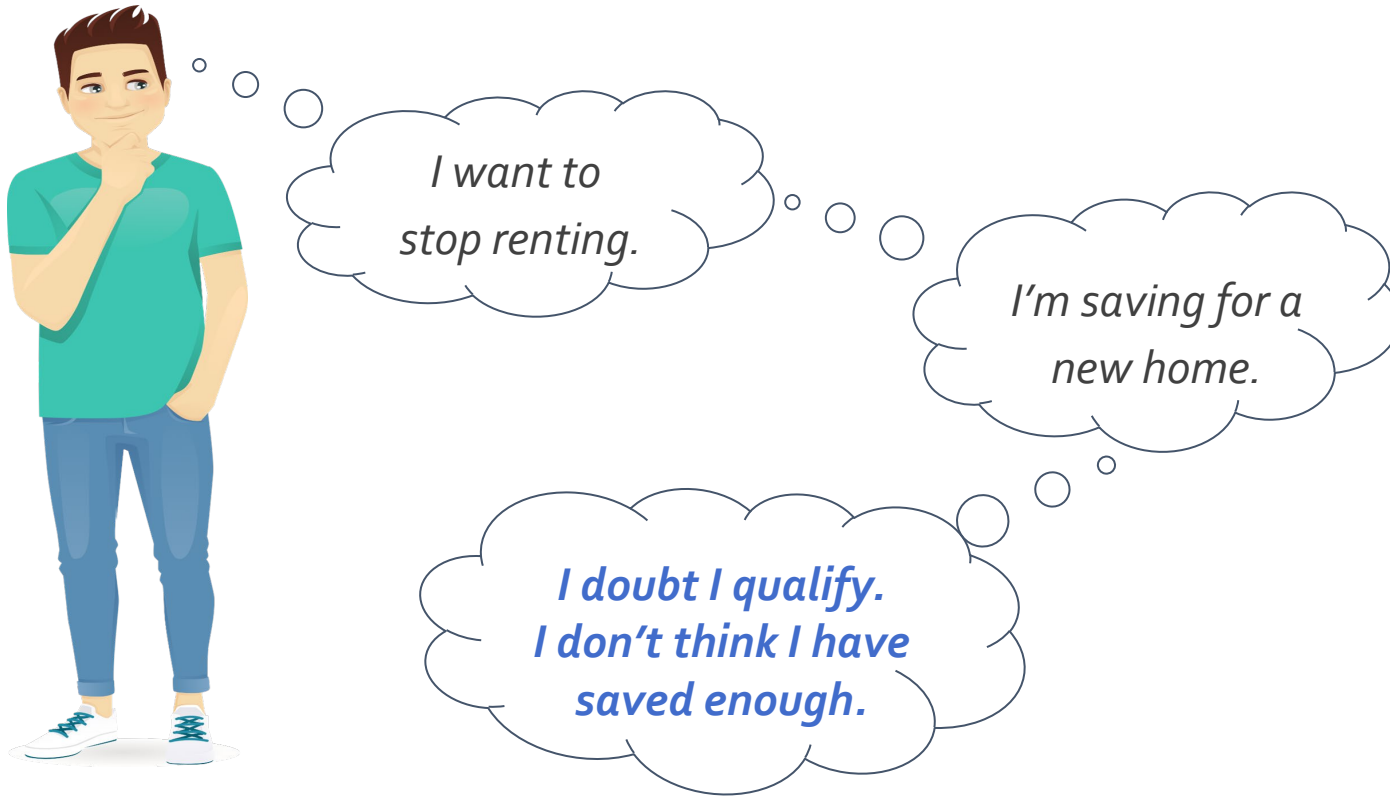 I want to
stop renting.
I’m saving for a
new home.
I doubt I qualify.
I don’t think I have
saved enough.